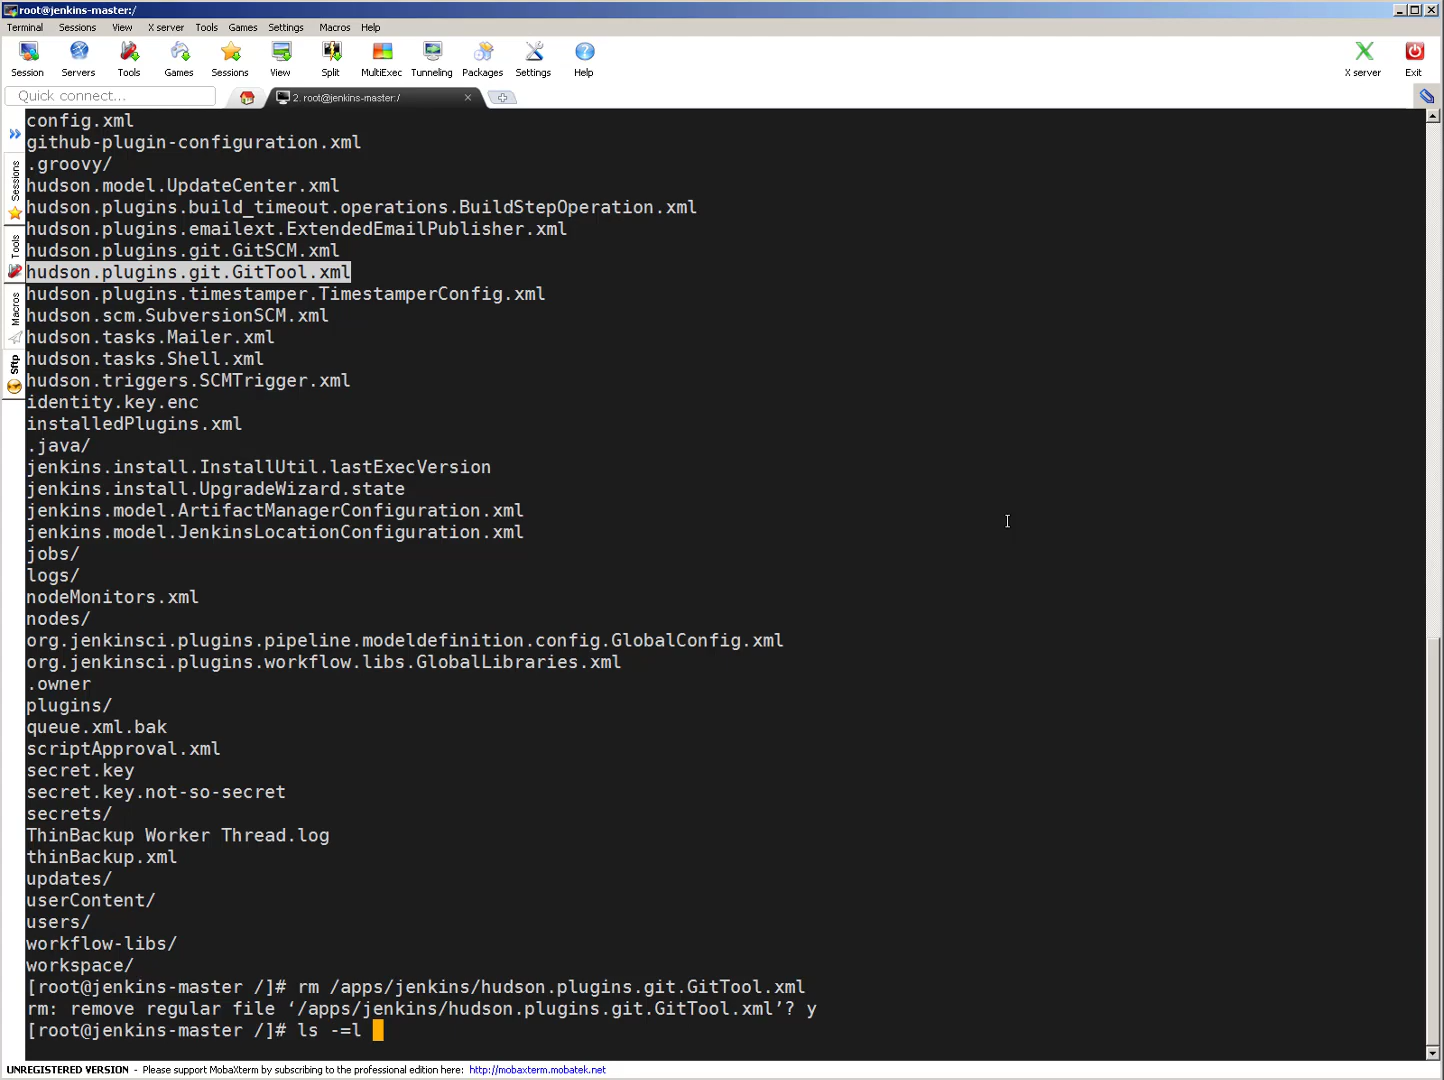 root@jenkins-master:/
Terminal Sessions View X server Tools Games Settings Macros Help
Session Servers Tools Games Sessions View Split MultiExec Tunneling Packages Settings Help X server Exit
Quick connect... 2. root@jenkins-master:/
Sessions
Tools
Macros
Sftp
config.xml
github-plugin-configuration.xml
.groovy/
hudson.model.UpdateCenter.xml
hudson.plugins.build_timeout.operations.BuildStepOperation.xml
hudson.plugins.emailext.ExtendedEmailPublisher.xml
hudson.plugins.git.GitSCM.xml
hudson.plugins.git.GitTool.xml
hudson.plugins.timestamper.TimestamperConfig.xml
hudson.scm.SubversionSCM.xml
hudson.tasks.Mailer.xml
hudson.tasks.Shell.xml
hudson.triggers.SCMTrigger.xml
identity.key.enc
installedPlugins.xml
.java/
jenkins.install.InstallUtil.lastExecVersion
jenkins.install.UpgradeWizard.state
jenkins.model.ArtifactManagerConfiguration.xml
jenkins.model.JenkinsLocationConfiguration.xml
jobs/
logs/
nodeMonitors.xml
nodes/
org.jenkinsci.plugins.pipeline.modeldefinition.config.GlobalConfig.xml
org.jenkinsci.plugins.workflow.libs.GlobalLibraries.xml
.owner
plugins/
queue.xml.bak
scriptApproval.xml
secret.key
secret.key.not-so-secret
secrets/
ThinBackup Worker Thread.log
thinBackup.xml
updates/
userContent/
users/
workflow-libs/
workspace/
[root@jenkins-master /]# rm /apps/jenkins/hudson.plugins.git.GitTool.xml
rm: remove regular file ‘/apps/jenkins/hudson.plugins.git.GitTool.xml’? y
[root@jenkins-master /]# ls -=l
UNREGISTERED VERSION - Please support MobaXterm by subscribing to the professional edition here: http://mobaxterm.mobatek.net